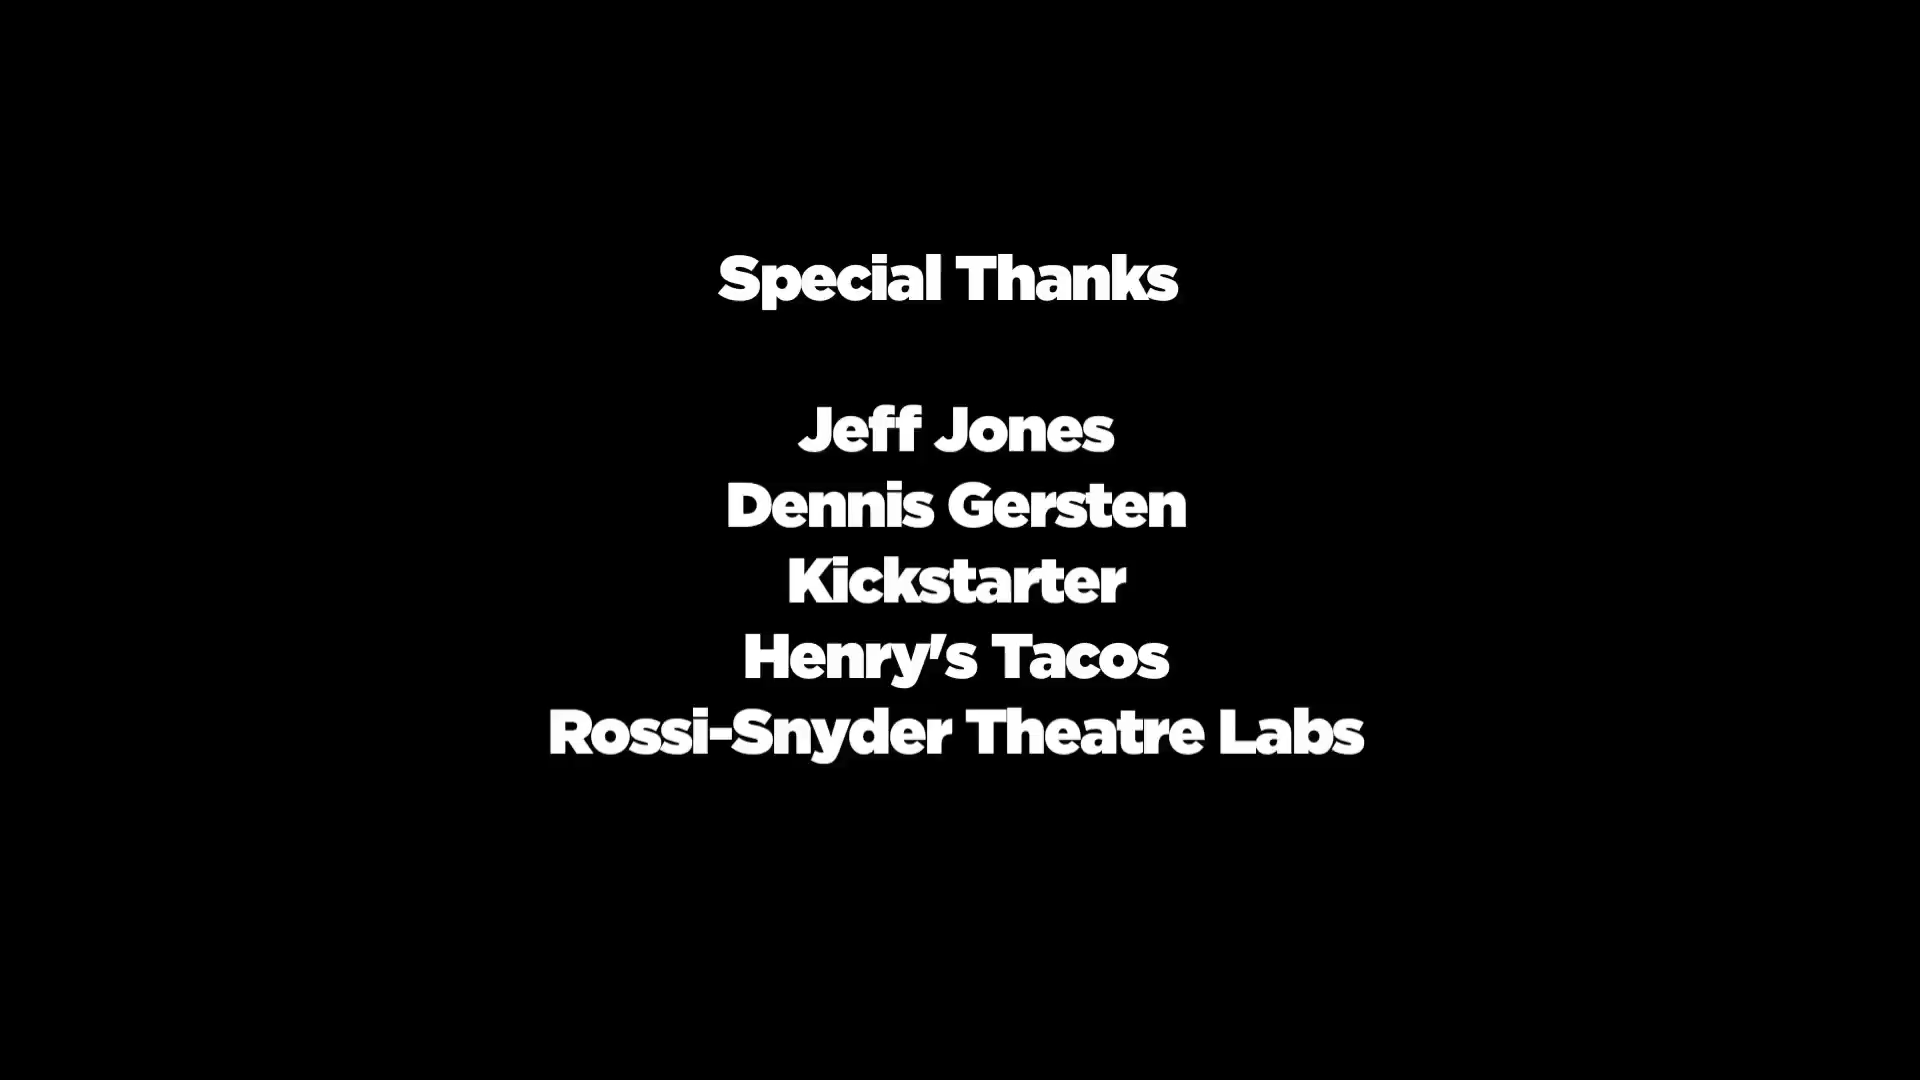 Special Thanks
Jeff Jones
Dennis Gersten
Kickstarter
Henry's Tacos
Rossi-Snyder Theatre Labs